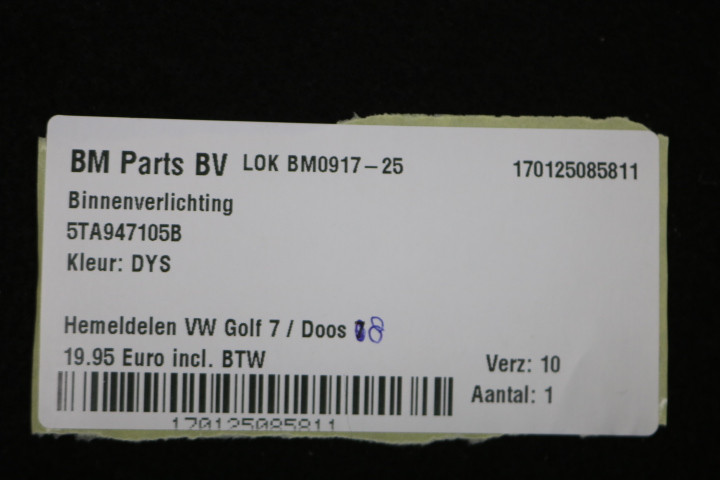 BM Parts BV LOK BM0917-25 170125085811
Binnenverlichting
5TA947105B
Kleur: DYS
Hemeldelen VW Golf 7 / Doos 8
19.95 Euro incl. BTW
Verz: 10
Aantal: 1
170125085811